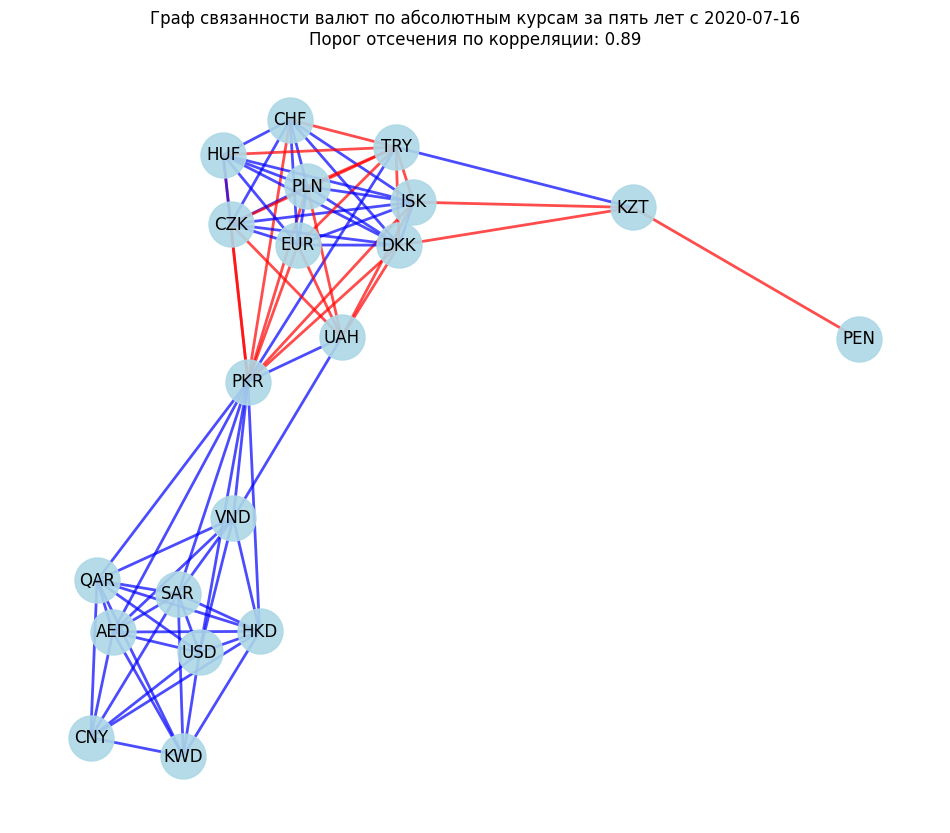 Граф связанности валют по абсолютным курсам за пять лет с 2020-07-16
Порог отсечения по корреляции: 0.89
CHF
TRY
HUF
PLN
ISK
KZT
CZK
EUR
DKK
UAH
PEN
PKR
VND
QAR
SAR
AED
HKD
USD
CNY
KWD